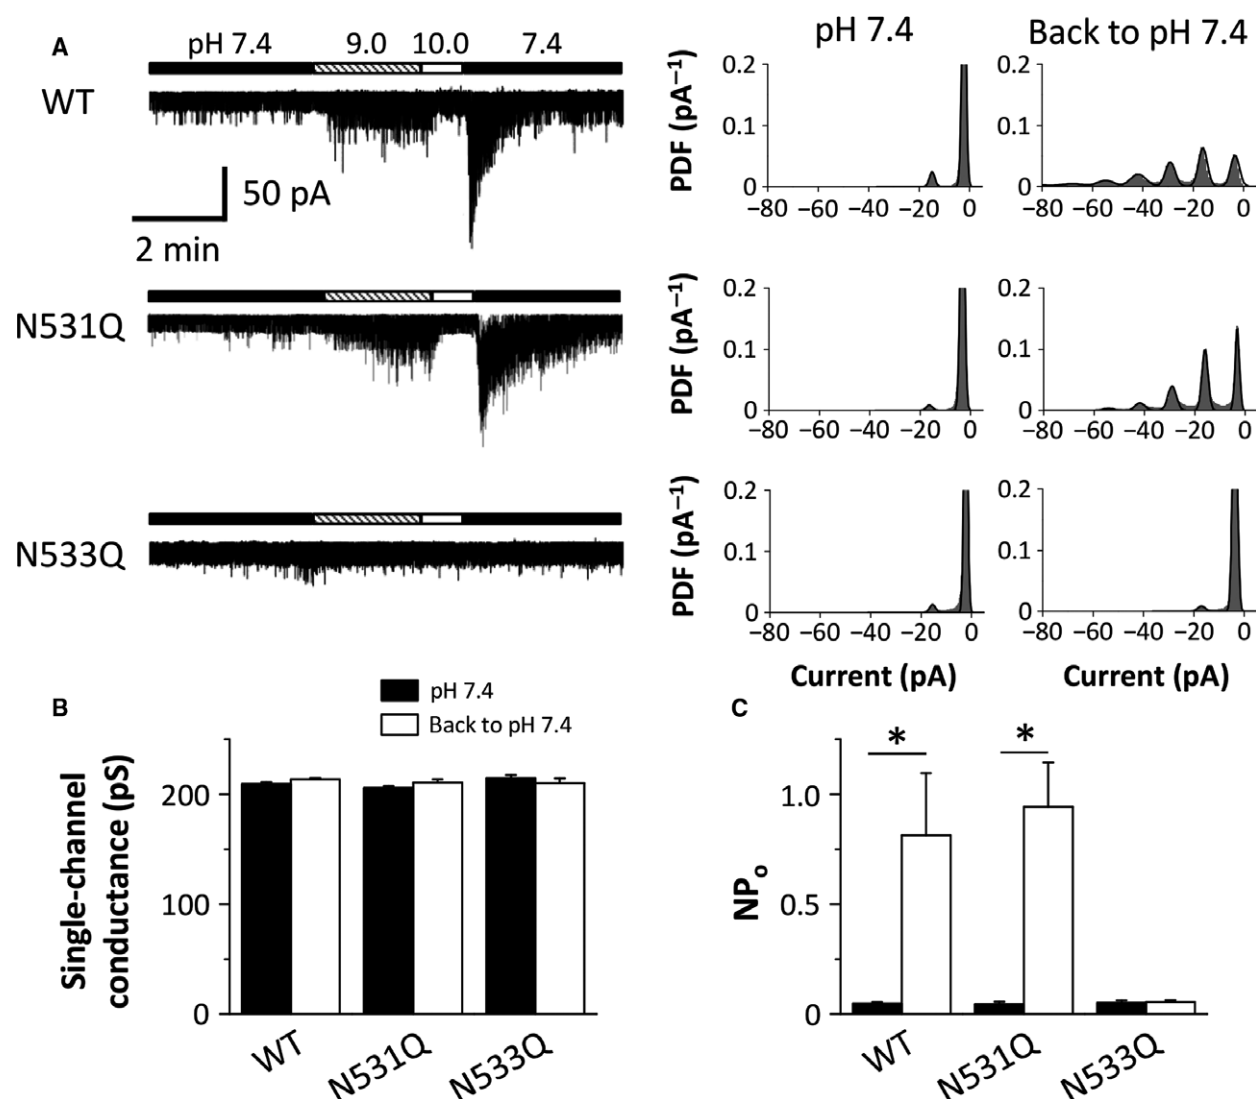 A
pH 7.4 9.0 10.0 7.4
WT
50 pA
2 min
N531Q
N533Q
pH 7.4
Back to pH 7.4
PDF (pA⁻¹)
0.2
0.1
0
−80 −60 −40 −20 0
0.2
0.1
0
−80 −60 −40 −20 0
PDF (pA⁻¹)
0.2
0.1
0
−80 −60 −40 −20 0
0.2
0.1
0
−80 −60 −40 −20 0
PDF (pA⁻¹)
0.2
0.1
0
−80 −60 −40 −20 0
Current (pA)
0.2
0.1
0
−80 −60 −40 −20 0
Current (pA)
B
pH 7.4
Back to pH 7.4
Single-channel
conductance (pS)
200
100
0
WT
N531Q
N533Q
C
NPₒ
1.0
0.5
0
* *
WT
N531Q
N533Q